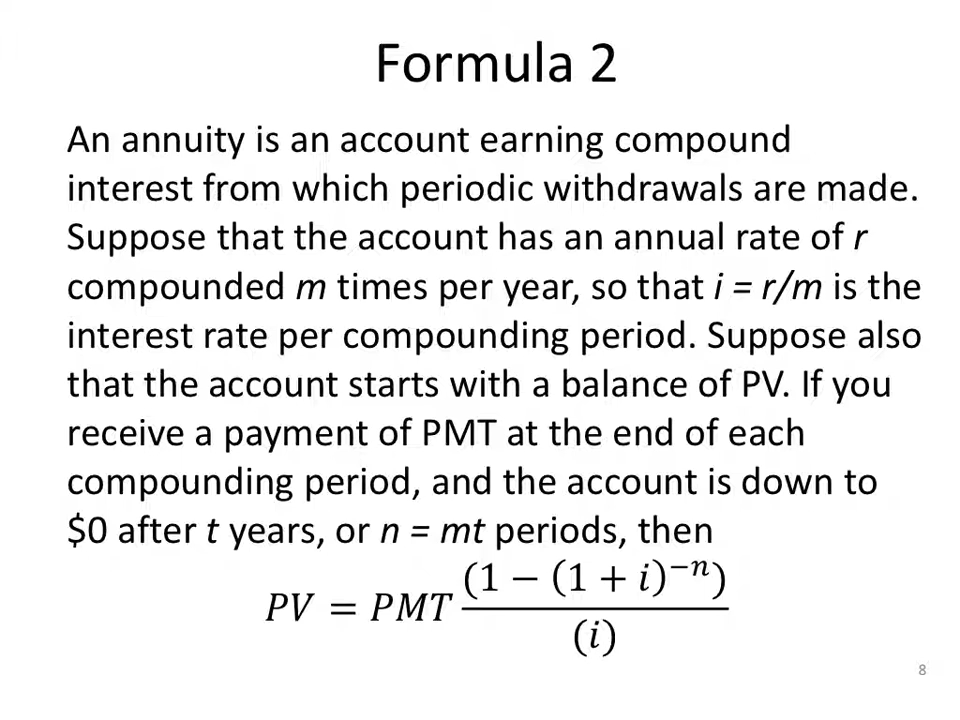 Formula 2
An annuity is an account earning compound
interest from which periodic withdrawals are made.
Suppose that the account has an annual rate of r
compounded m times per year, so that i = r/m is the
interest rate per compounding period. Suppose also
that the account starts with a balance of PV. If you
receive a payment of PMT at the end of each
compounding period, and the account is down to
$0 after t years, or n = mt periods, then
PV = PMT (1 − (1 + i)^−n) / (i)
8